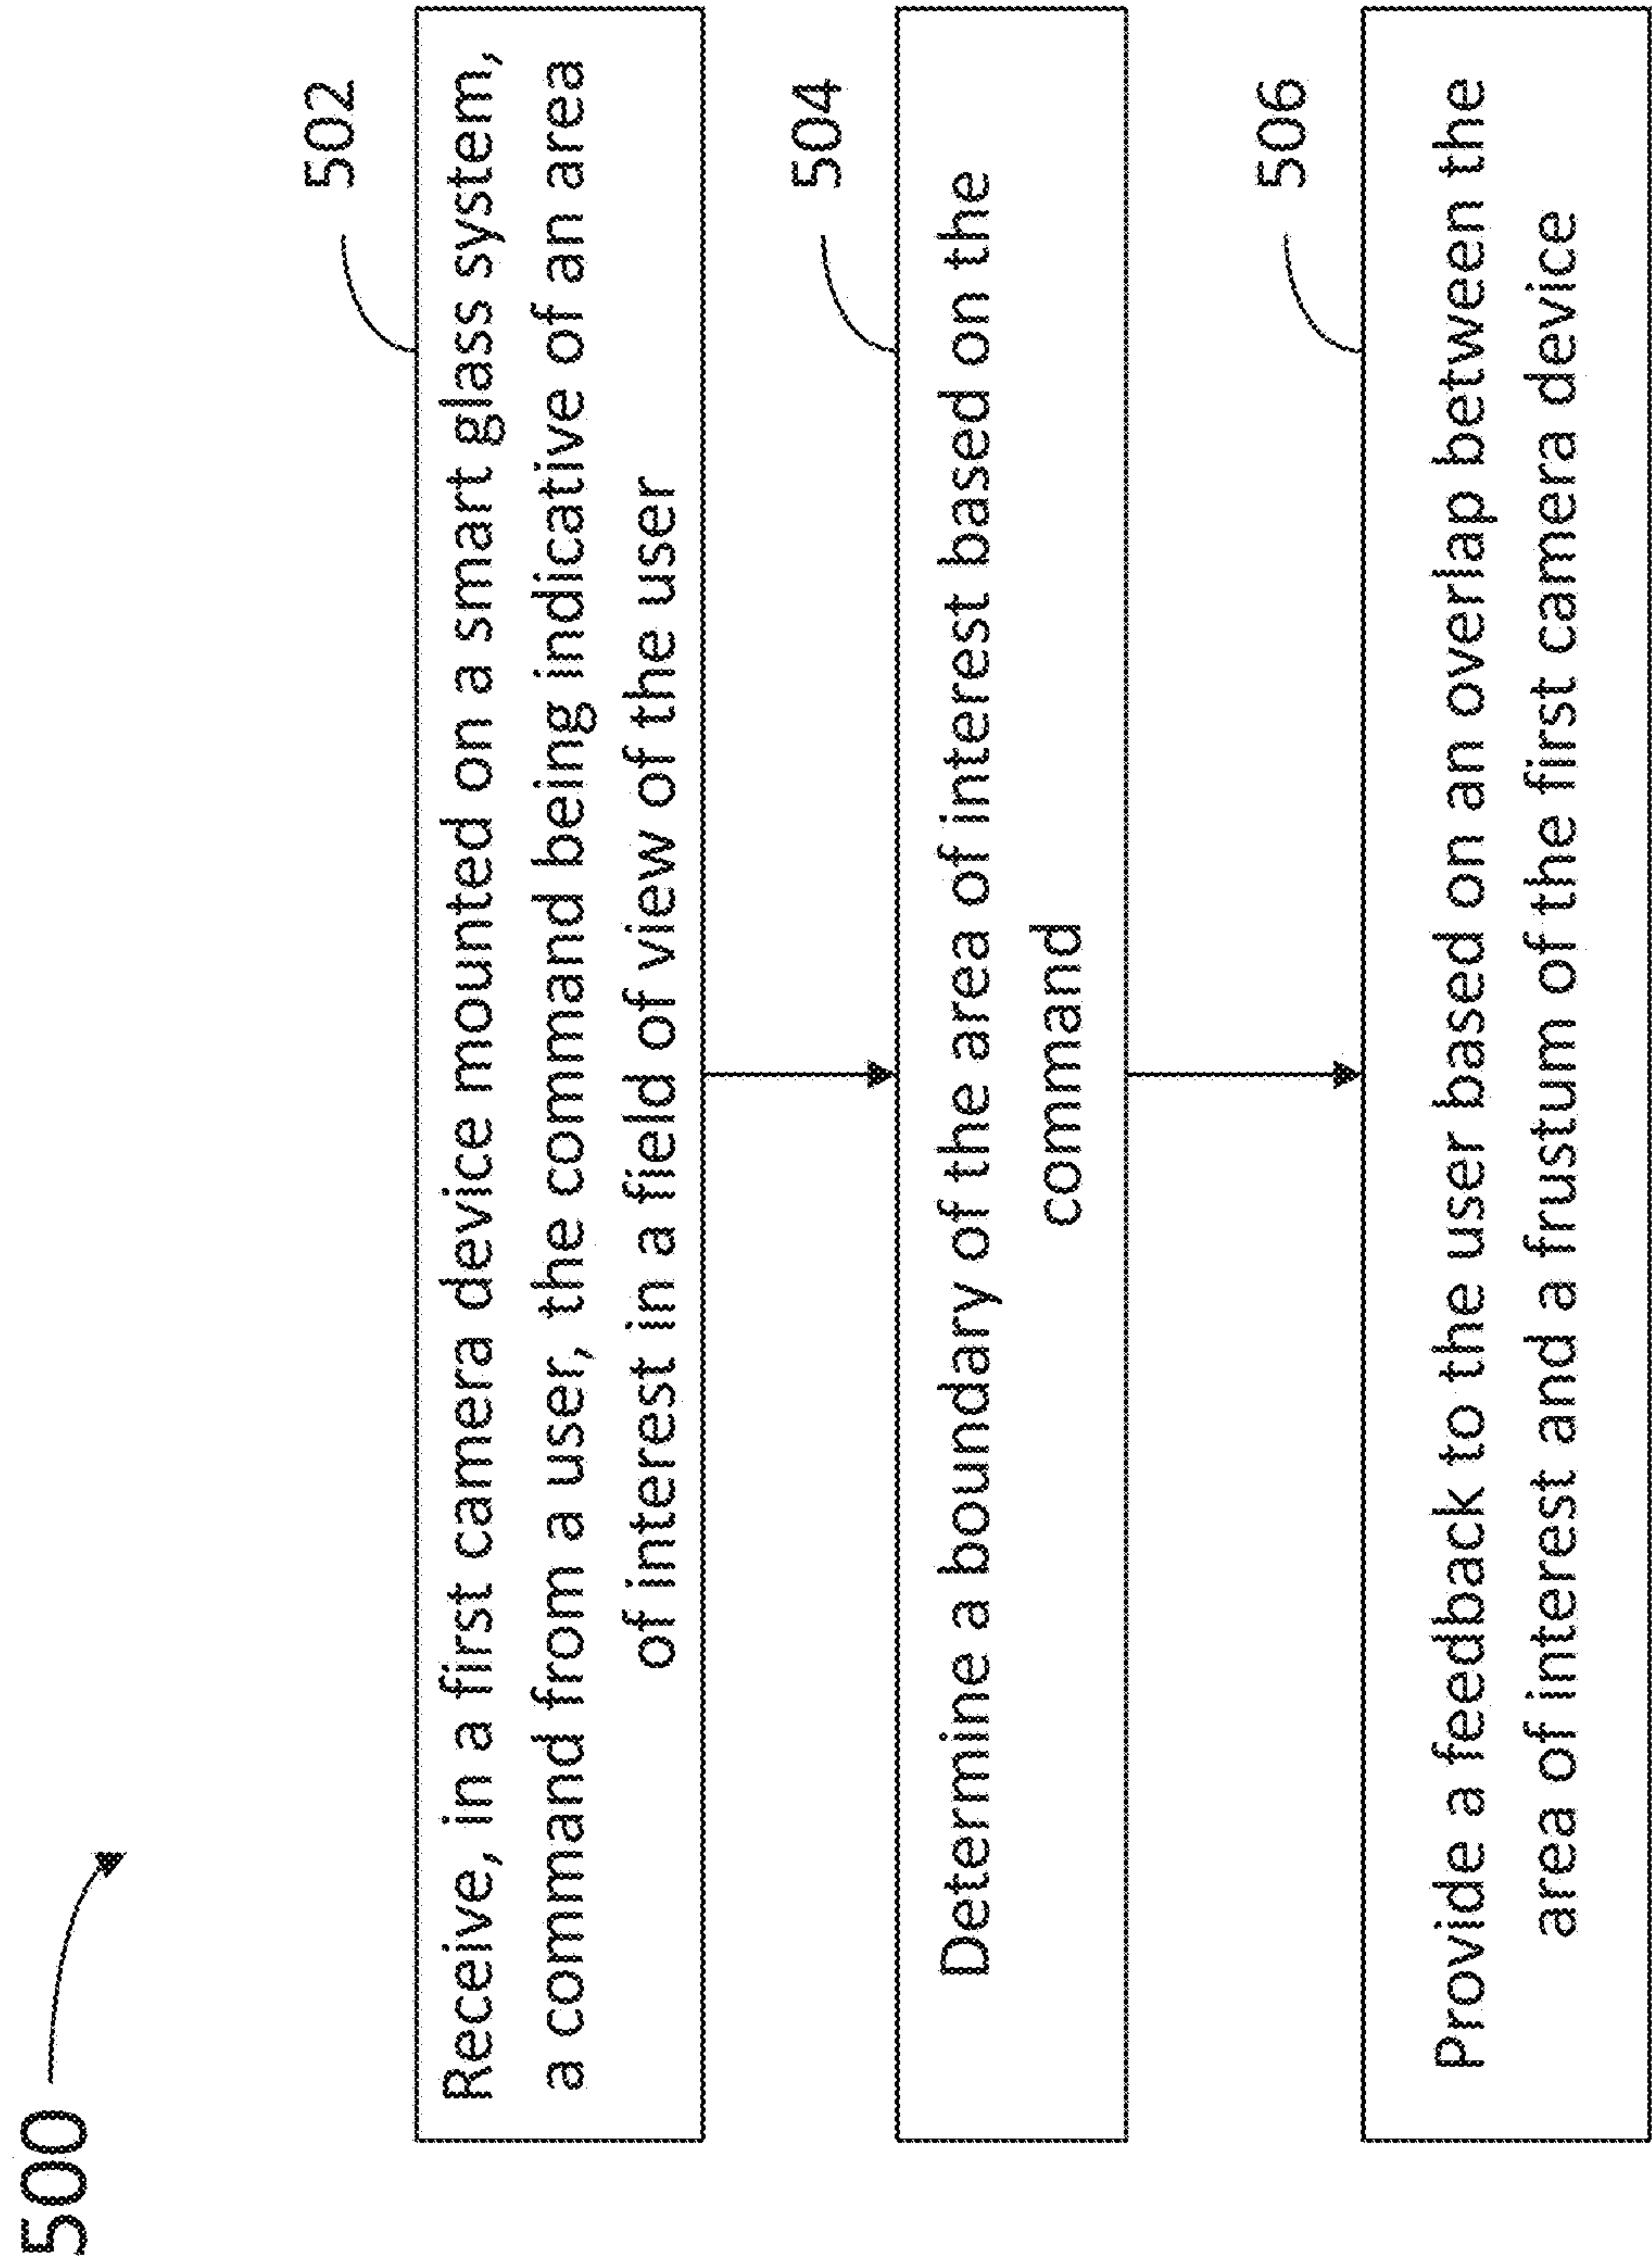 500
502
Receive, in a first camera device mounted on a smart glass system,
a command from a user, the command being indicative of an area
of interest in a field of view of the user
504
Determine a boundary of the area of interest based on the
command
506
Provide a feedback to the user based on an overlap between the
area of interest and a frustum of the first camera device